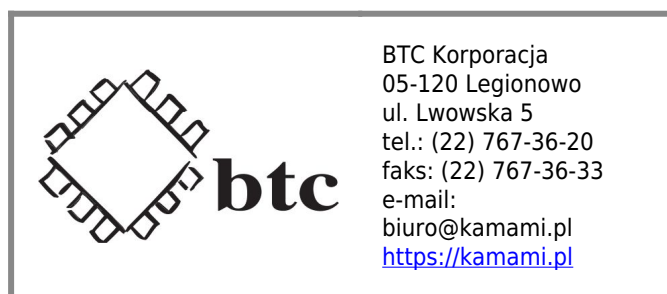 btc
BTC Korporacja
05-120 Legionowo
ul. Lwowska 5
tel.: (22) 767-36-20
faks: (22) 767-36-33
e-mail:
biuro@kamami.pl
https://kamami.pl